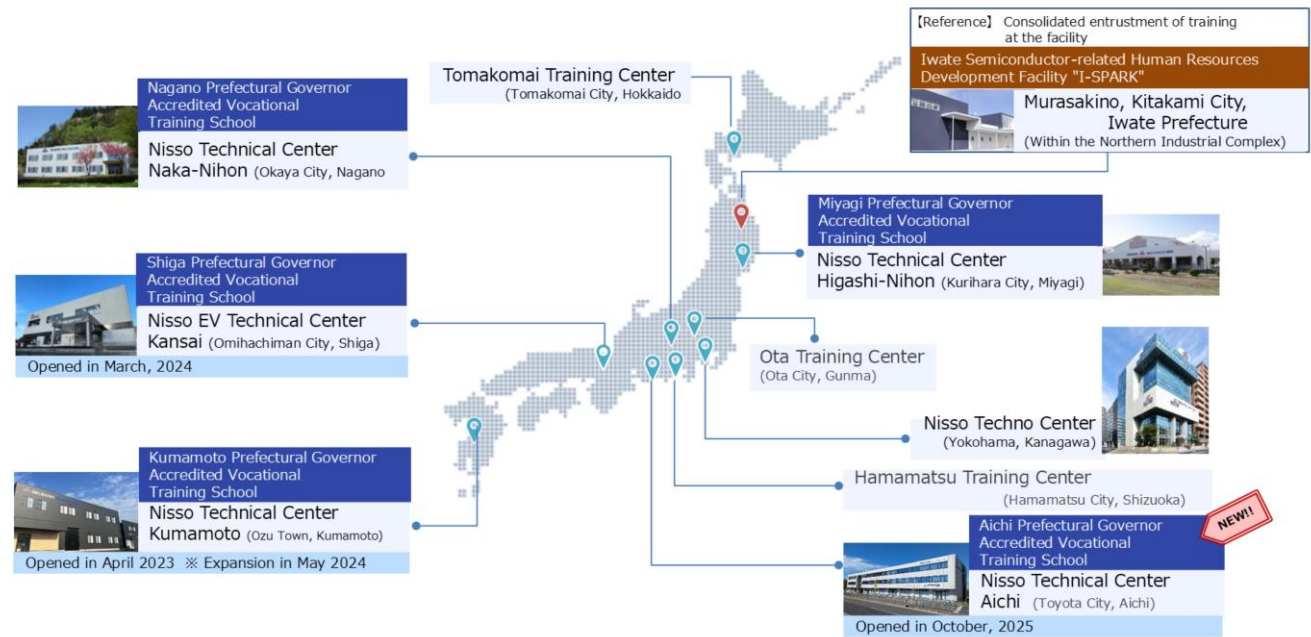 【Reference】 Consolidated entrustment of training
at the facility
Iwate Semiconductor-related Human Resources
Development Facility "I-SPARK"
Murasakino, Kitakami City,
Iwate Prefecture
(Within the Northern Industrial Complex)
Tomakomai Training Center
(Tomakomai City, Hokkaido
Nagano Prefectural Governor
Accredited Vocational
Training School
Nisso Technical Center
Naka-Nihon (Okaya City, Nagano
Miyagi Prefectural Governor
Accredited Vocational
Training School
Nisso Technical Center
Higashi-Nihon (Kurihara City, Miyagi)
Shiga Prefectural Governor
Accredited Vocational
Training School
Nisso EV Technical Center
Kansai (Omihachiman City, Shiga)
Opened in March, 2024
Ota Training Center
(Ota City, Gunma)
Nisso Techno Center
(Yokohama, Kanagawa)
Kumamoto Prefectural Governor
Accredited Vocational
Training School
Nisso Technical Center
Kumamoto (Ozu Town, Kumamoto)
Opened in April 2023 ※ Expansion in May 2024
Hamamatsu Training Center
(Hamamatsu City, Shizuoka)
NEW!!
Aichi Prefectural Governor
Accredited Vocational
Training School
Nisso Technical Center
Aichi (Toyota City, Aichi)
Opened in October, 2025